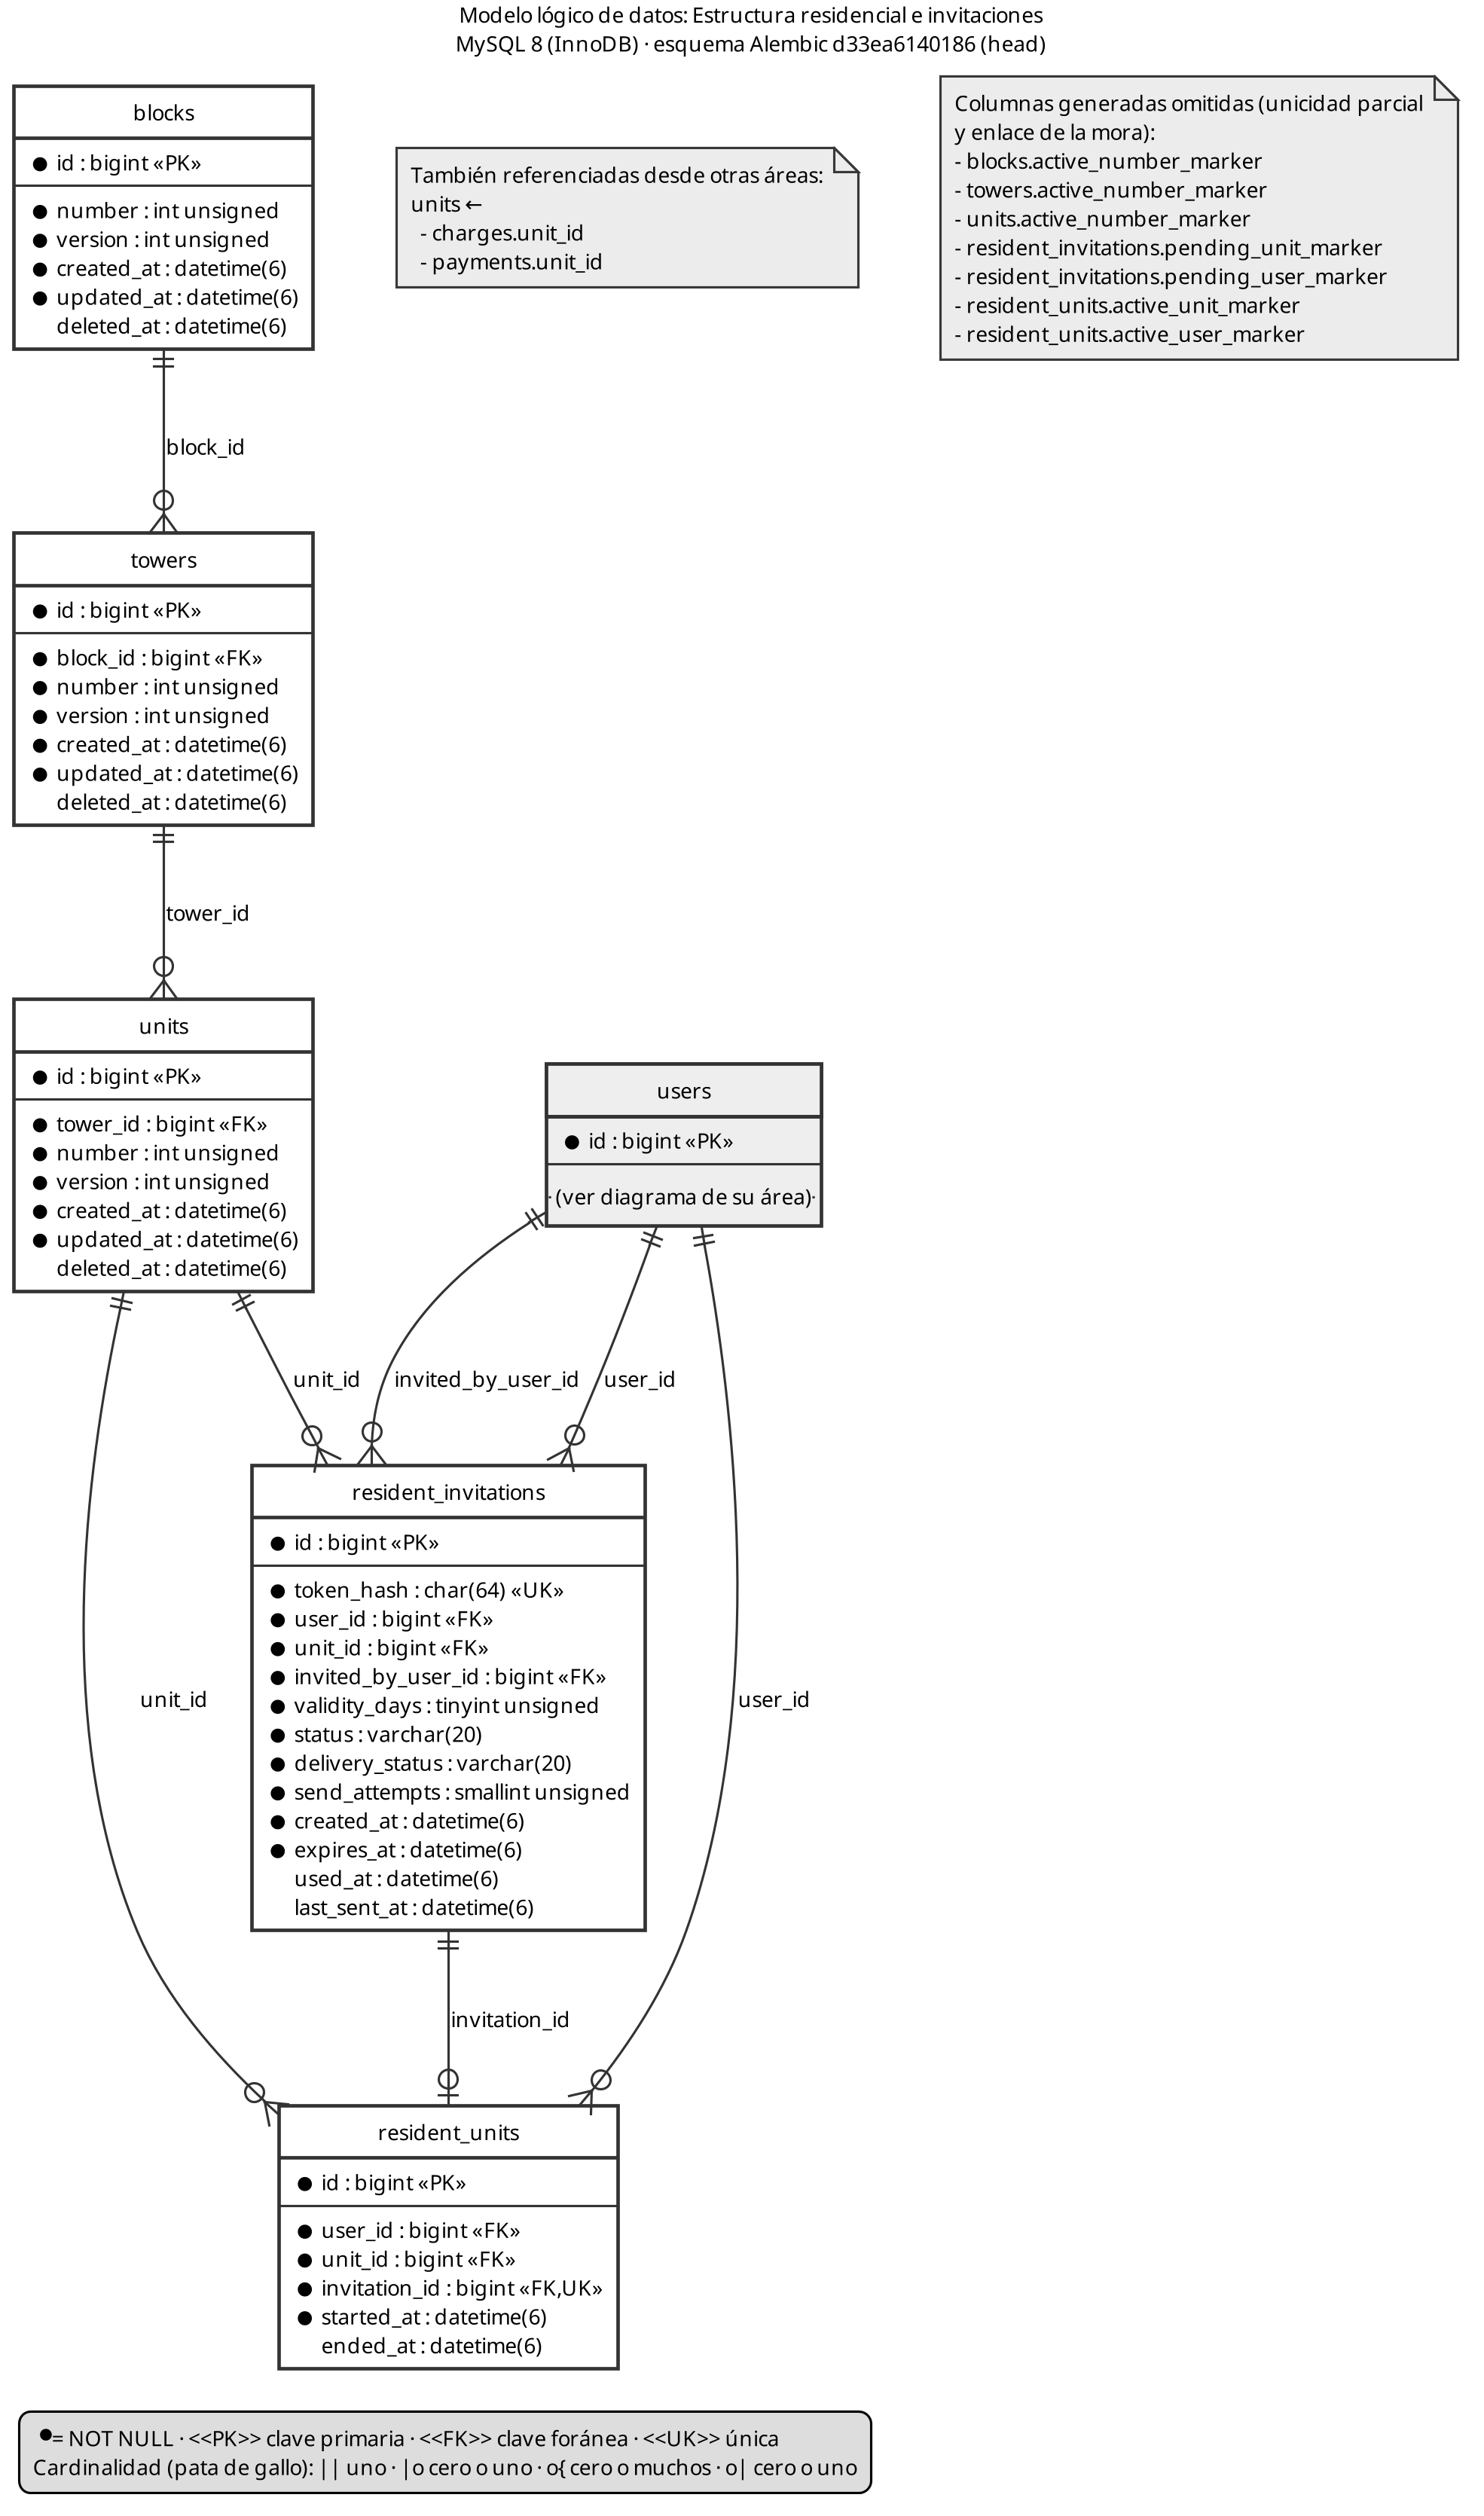 Modelo lógico de datos: Estructura residencial e invitaciones
MySQL 8 (InnoDB) · esquema Alembic d33ea6140186 (head)
blocks
id : bigint «PK»
number : int unsigned
version : int unsigned
created_at : datetime(6)
updated_at : datetime(6)
deleted_at : datetime(6)
También referenciadas desde otras áreas:
units ←
- charges.unit_id
- payments.unit_id
Columnas generadas omitidas (unicidad parcial
y enlace de la mora):
- blocks.active_number_marker
- towers.active_number_marker
- units.active_number_marker
- resident_invitations.pending_unit_marker
- resident_invitations.pending_user_marker
- resident_units.active_unit_marker
- resident_units.active_user_marker
block_id
towers
id : bigint «PK»
block_id : bigint «FK»
number : int unsigned
version : int unsigned
created_at : datetime(6)
updated_at : datetime(6)
deleted_at : datetime(6)
tower_id
units
id : bigint «PK»
tower_id : bigint «FK»
number : int unsigned
version : int unsigned
created_at : datetime(6)
updated_at : datetime(6)
deleted_at : datetime(6)
users
id : bigint «PK»
· (ver diagrama de su área)·
unit_id
invited_by_user_id
user_id
resident_invitations
id : bigint «PK»
token_hash : char(64) «UK»
user_id : bigint «FK»
unit_id : bigint «FK»
invited_by_user_id : bigint «FK»
validity_days : tinyint unsigned
status : varchar(20)
delivery_status : varchar(20)
send_attempts : smallint unsigned
created_at : datetime(6)
expires_at : datetime(6)
used_at : datetime(6)
last_sent_at : datetime(6)
unit_id
user_id
invitation_id
resident_units
id : bigint «PK»
user_id : bigint «FK»
unit_id : bigint «FK»
invitation_id : bigint «FK,UK»
started_at : datetime(6)
ended_at : datetime(6)
●= NOT NULL · <<PK>> clave primaria · <<FK>> clave foránea · <<UK>> única
Cardinalidad (pata de gallo): || uno · |o cero o uno · o{ cero o muchos · o| cero o uno